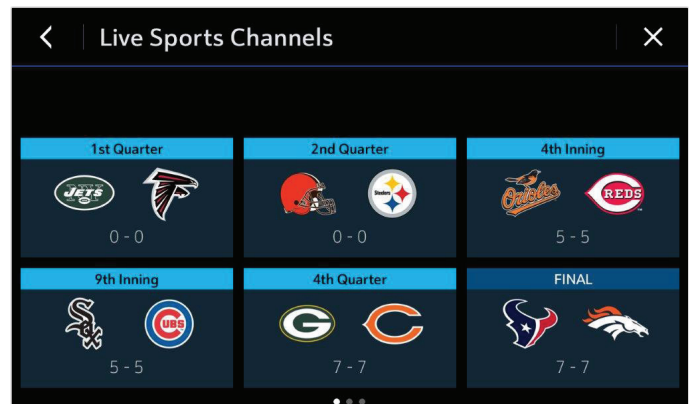 Live Sports Channels
1st Quarter
2nd Quarter
4th Inning
JETS
Steelers
Orioles
REDS
0 - 0
0 - 0
5 - 5
9th Inning
4th Quarter
FINAL
Sox
CUBS
G
C
5 - 5
7 - 7
7 - 7